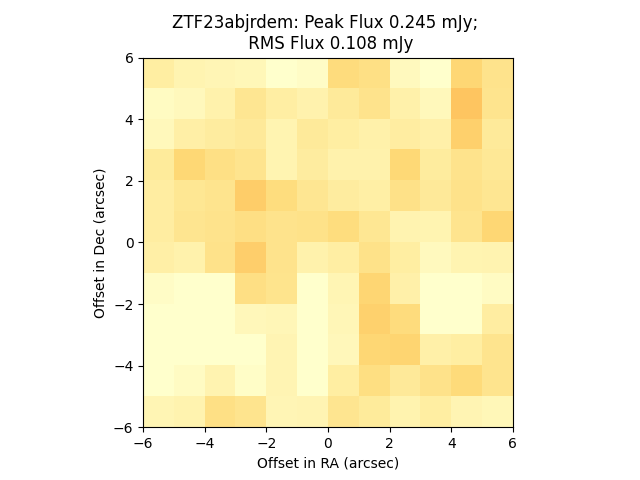 ZTF23abjrdem: Peak Flux 0.245 mJy;
RMS Flux 0.108 mJy
6
4
2
0
−2
−4
−6
Offset in Dec (arcsec)
−6 −4 −2 0 2 4 6
Offset in RA (arcsec)